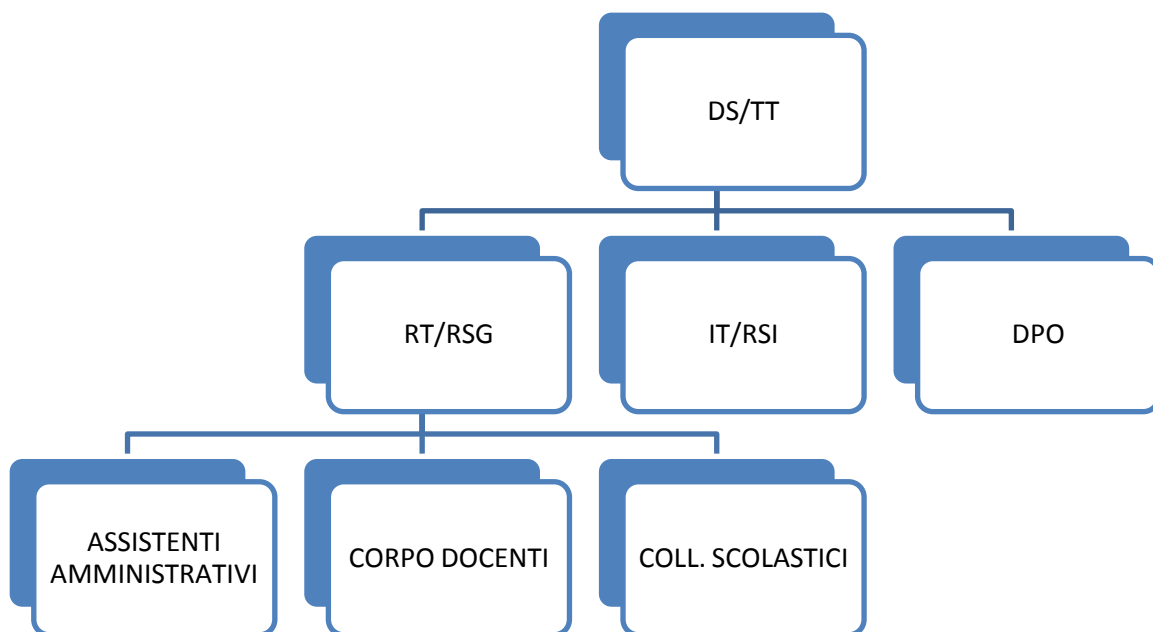 DS/TT
RT/RSG
IT/RSI
DPO
ASSISTENTI
AMMINISTRATIVI
CORPO DOCENTI
COLL. SCOLASTICI